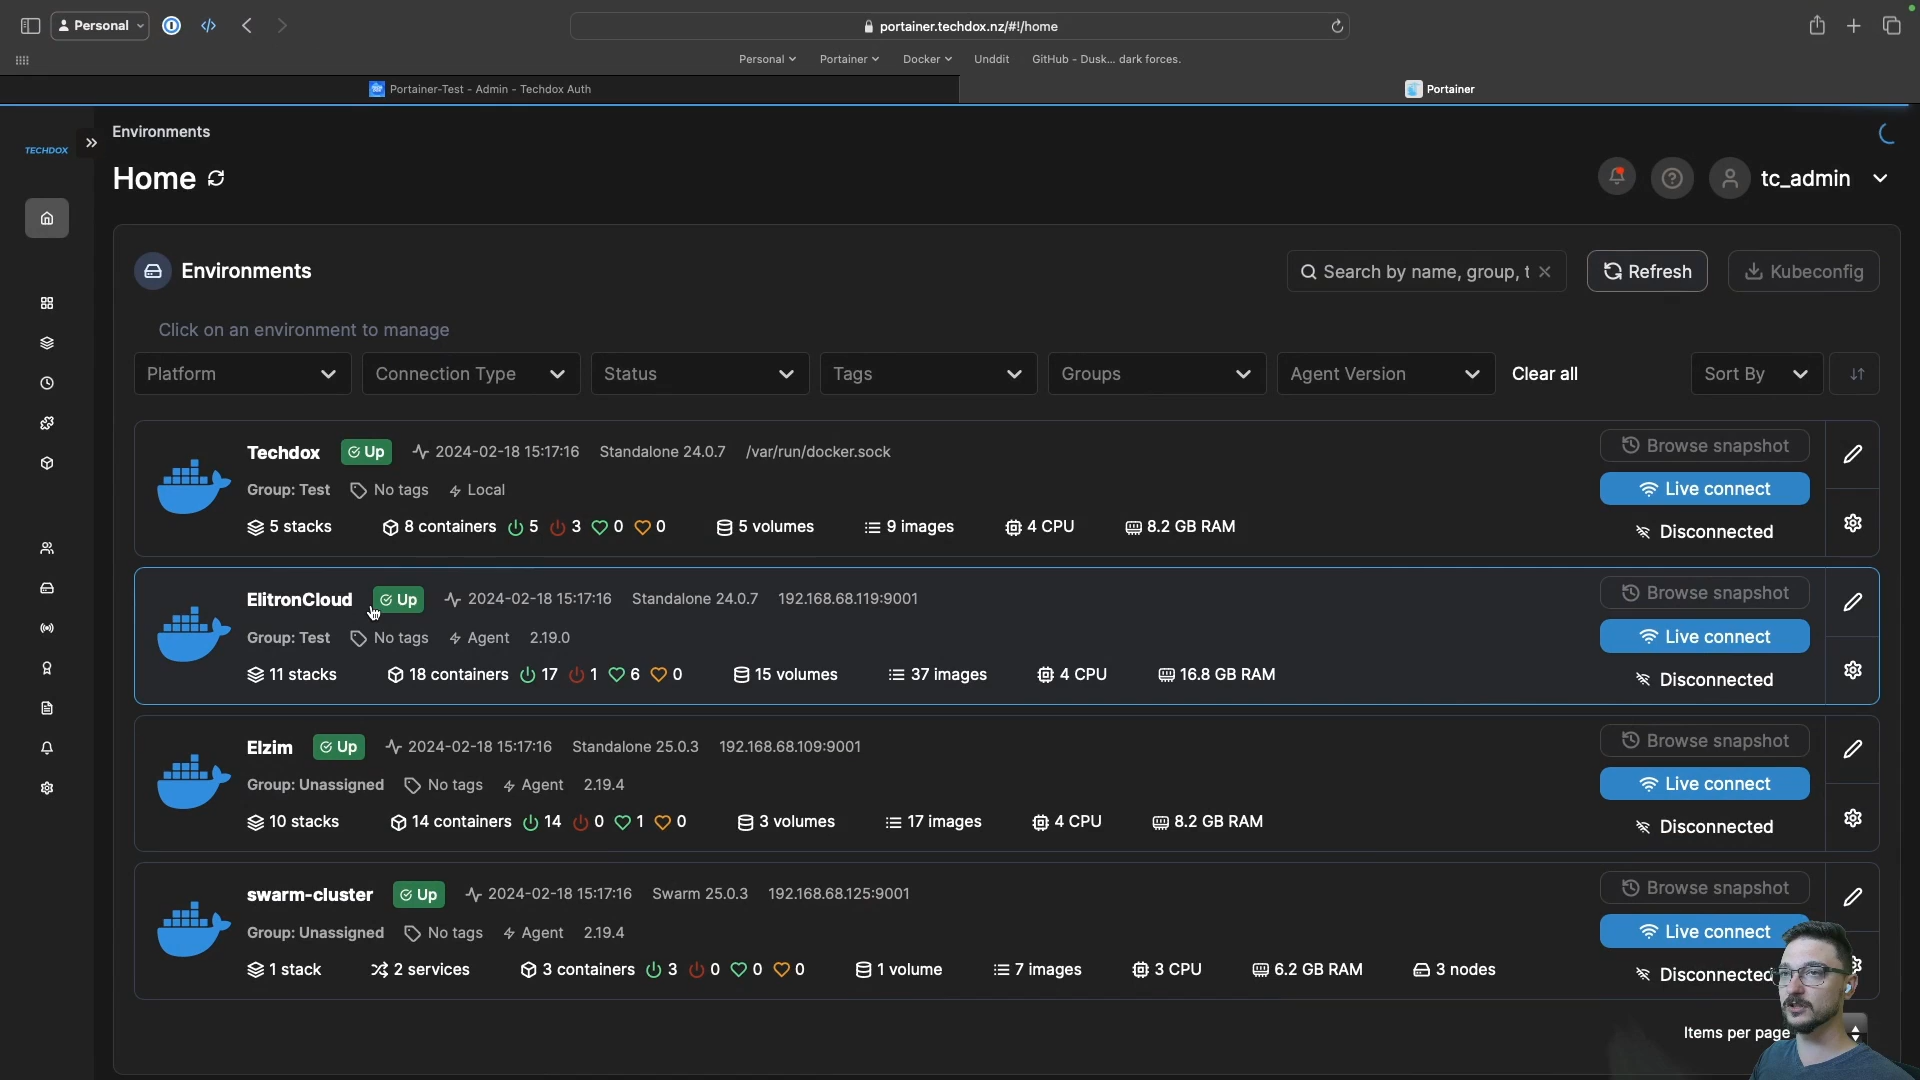 Personal
portainer.techdox.nz/#!/home
Personal Portainer Docker Unddit GitHub - Dusk... dark forces.
Portainer-Test - Admin - Techdox Auth
Portainer
TECHDOX
Environments
Home
tc_admin
Environments
Search by name, group, t
Refresh
Kubeconfig
Click on an environment to manage
Platform
Connection Type
Status
Tags
Groups
Agent Version
Clear all
Sort By
Techdox Up 2024-02-18 15:17:16 Standalone 24.0.7 /var/run/docker.sock
Group: Test No tags Local
5 stacks 8 containers 5 3 0 0 5 volumes 9 images 4 CPU 8.2 GB RAM
Browse snapshot
Live connect
Disconnected
ElitronCloud Up 2024-02-18 15:17:16 Standalone 24.0.7 192.168.68.119:9001
Group: Test No tags Agent 2.19.0
11 stacks 18 containers 17 1 6 0 15 volumes 37 images 4 CPU 16.8 GB RAM
Browse snapshot
Live connect
Disconnected
Elzim Up 2024-02-18 15:17:16 Standalone 25.0.3 192.168.68.109:9001
Group: Unassigned No tags Agent 2.19.4
10 stacks 14 containers 14 0 1 0 3 volumes 17 images 4 CPU 8.2 GB RAM
Browse snapshot
Live connect
Disconnected
swarm-cluster Up 2024-02-18 15:17:16 Swarm 25.0.3 192.168.68.125:9001
Group: Unassigned No tags Agent 2.19.4
1 stack 2 services 3 containers 3 0 0 0 1 volume 7 images 3 CPU 6.2 GB RAM 3 nodes
Browse snapshot
Live connect
Disconnected
Items per page